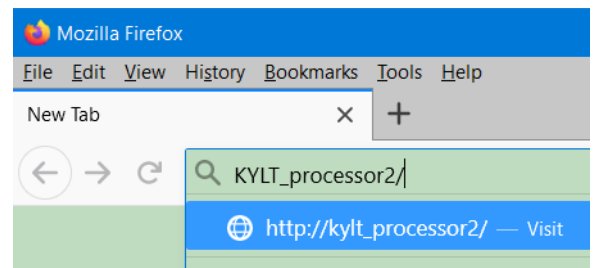 Mozilla Firefox
File Edit View History Bookmarks Tools Help
New Tab
KYLT_processor2/
http://kylt_processor2/ — Visit